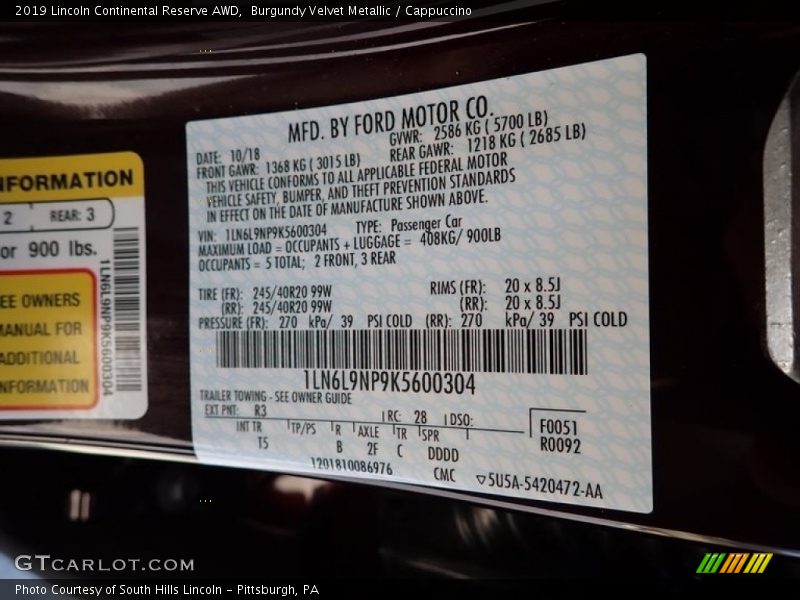 2019 Lincoln Continental Reserve AWD,  Burgundy Velvet Metallic / Cappuccino
NFORMATION
2 REAR: 3
or 900 lbs.
EE OWNERS
MANUAL FOR
ADDITIONAL
NFORMATION
1LN6L9NP9K5600304
MFD. BY FORD MOTOR CO.
DATE: 10/18 GVWR: 2586 KG ( 5700 LB)
FRONT GAWR: 1368 KG ( 3015 LB) REAR GAWR: 1218 KG ( 2685 LB)
THIS VEHICLE CONFORMS TO ALL APPLICABLE FEDERAL MOTOR
VEHICLE SAFETY, BUMPER, AND THEFT PREVENTION STANDARDS
IN EFFECT ON THE DATE OF MANUFACTURE SHOWN ABOVE.
VIN: 1LN6L9NP9K5600304 TYPE: Passenger Car
MAXIMUM LOAD = OCCUPANTS + LUGGAGE = 408KG/ 900LB
OCCUPANTS = 5 TOTAL; 2 FRONT, 3 REAR
TIRE (FR): 245/40R20 99W RIMS (FR): 20 x 8.5J
(RR): 245/40R20 99W (RR): 20 x 8.5J
PRESSURE (FR): 270 kPa/ 39 PSI COLD (RR): 270 kPa/ 39 PSI COLD
1LN6L9NP9K5600304
TRAILER TOWING - SEE OWNER GUIDE
EXT PNT: R3 RC: 28 DSO: F0051
INT TR TP/PS R AXLE TR SPR R0092
T5 B 2F C DDDD
1201810086976 CMC ▽5U5A-5420472-AA
GTCARLOT.COM
Photo Courtesy of South Hills Lincoln - Pittsburgh, PA